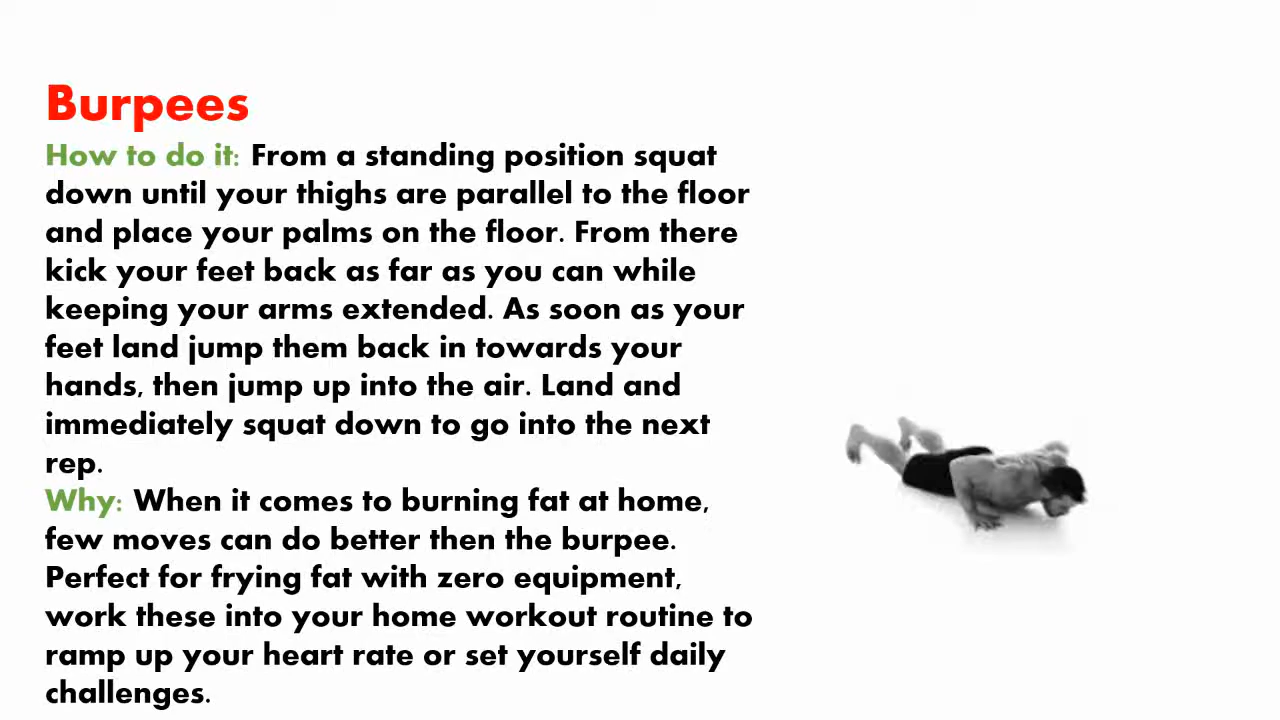 Burpees
How to do it: From a standing position squat
down until your thighs are parallel to the floor
and place your palms on the floor. From there
kick your feet back as far as you can while
keeping your arms extended. As soon as your
feet land jump them back in towards your
hands, then jump up into the air. Land and
immediately squat down to go into the next
rep.
Why: When it comes to burning fat at home,
few moves can do better then the burpee.
Perfect for frying fat with zero equipment,
work these into your home workout routine to
ramp up your heart rate or set yourself daily
challenges.